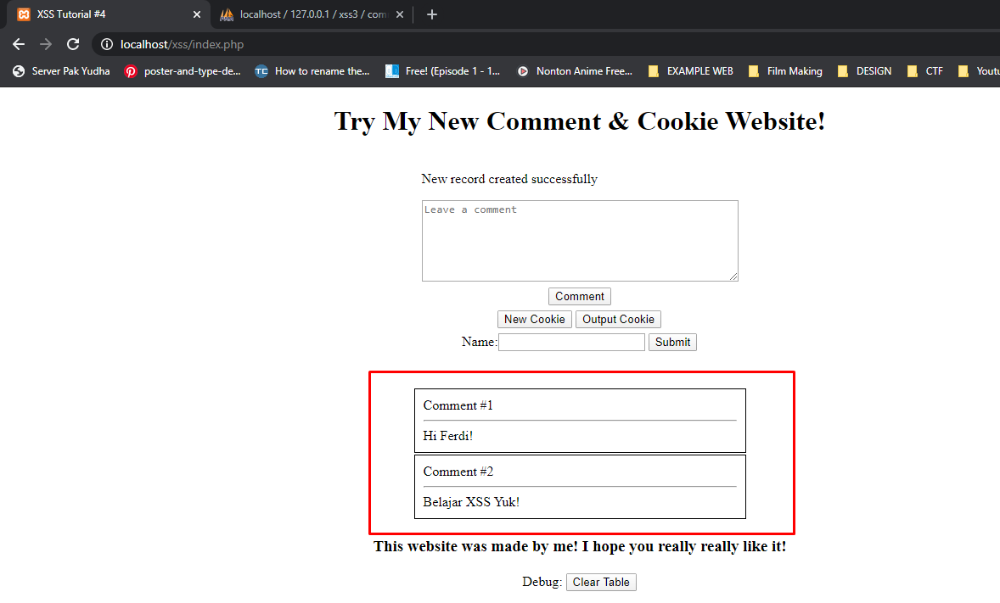 XSS Tutorial #4
localhost / 127.0.0.1 / xss3 / com
localhost/xss/index.php
Server Pak Yudha
poster-and-type-de...
How to rename the...
Free! (Episode 1 - 1...
Nonton Anime Free...
EXAMPLE WEB
Film Making
DESIGN
CTF
Youtu
Try My New Comment & Cookie Website!
New record created successfully
Leave a comment
Comment
New Cookie Output Cookie
Name: Submit
Comment #1
Hi Ferdi!
Comment #2
Belajar XSS Yuk!
This website was made by me! I hope you really really like it!
Debug: Clear Table